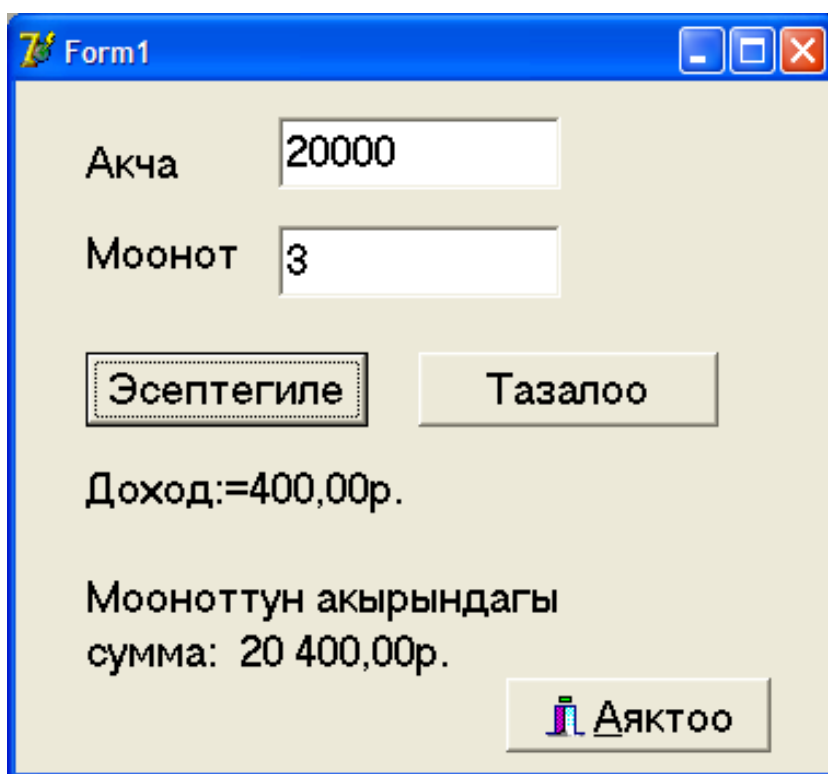 Form1
Акча 20000
Моонот 3
Эсептегиле Тазалоо
Доход:=400,00р.
Мооноттун акырындагы
сумма: 20 400,00р.
Аяктоо